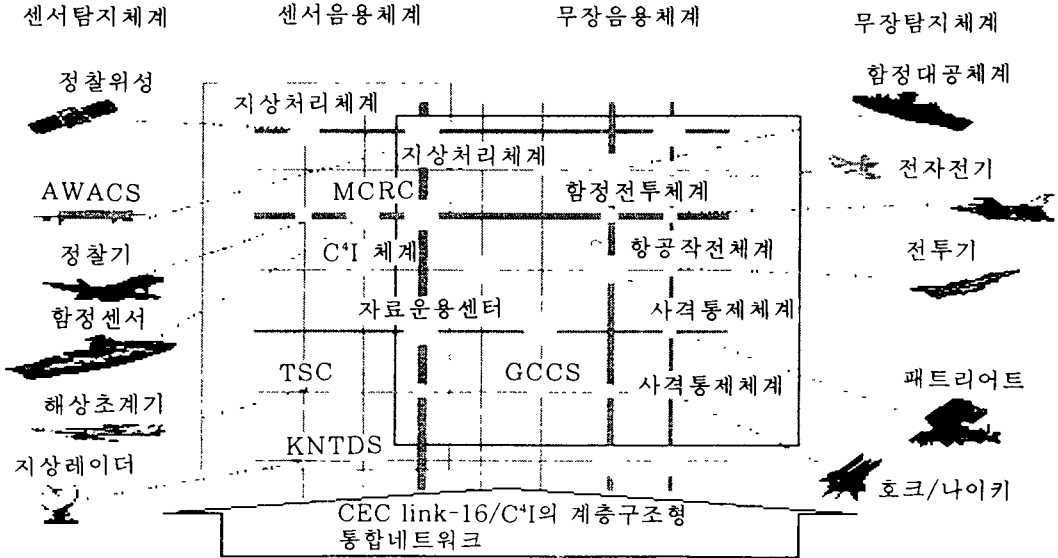 센서탐지체계
센서음용체계
무장음용체계
무장탐지체계
정찰위성
함정대공체계
지상처리체계
지상처리체계
전자전기
AWACS
MCRC
함정전투체계
정찰기
C⁴I 체계
항공작전체계
전투기
함정센서
자료운용센터
사격통제체계
TSC
GCCS
사격통제체계
패트리어트
해상초계기
KNTDS
지상레이더
호크/나이키
CEC link-16/C⁴I의 계층구조형
통합네트워크